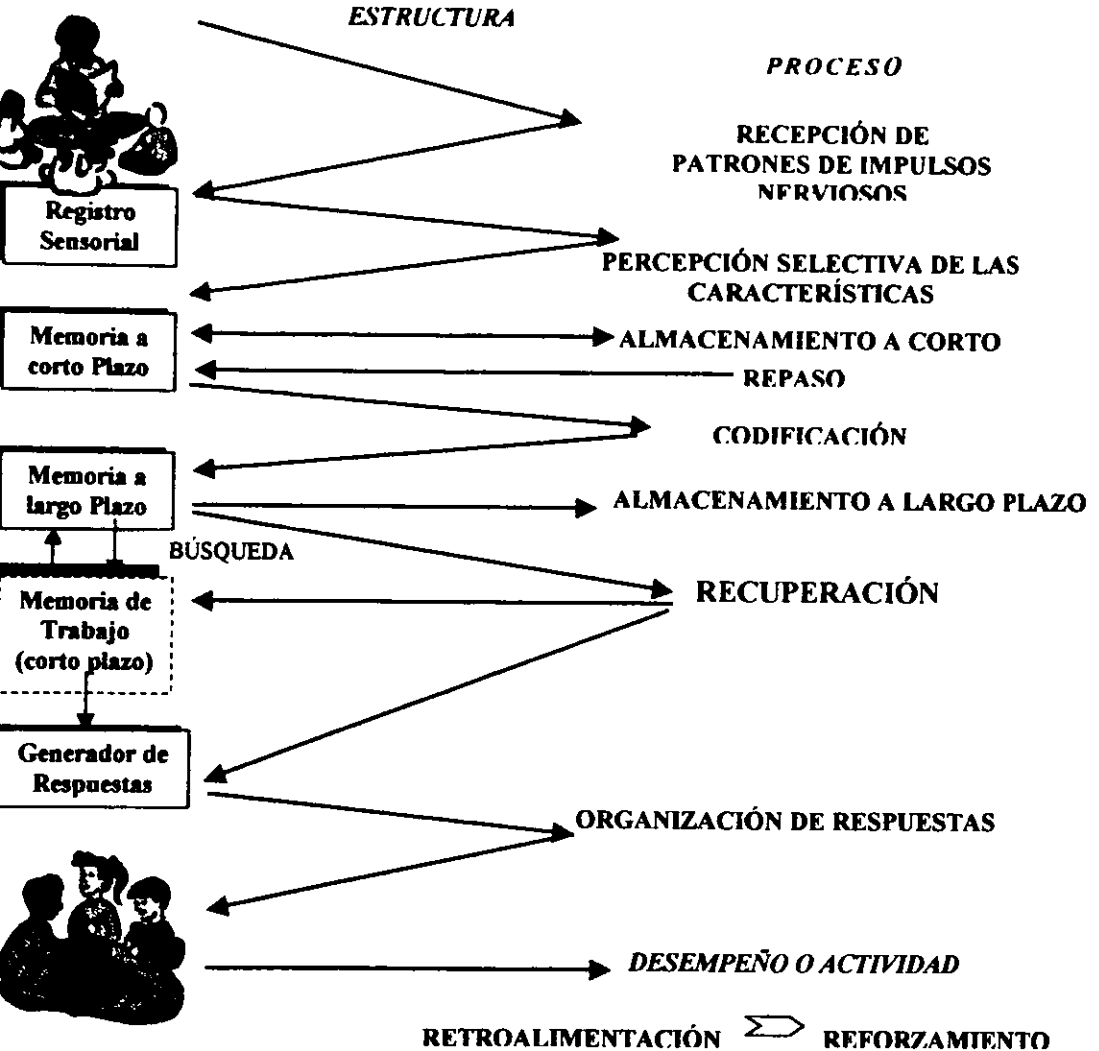 ESTRUCTURA
PROCESO
RECEPCIÓN DE
PATRONES DE IMPULSOS
NERVIOSOS
Registro
Sensorial
PERCEPCIÓN SELECTIVA DE LAS
CARACTERÍSTICAS
Memoria a
corto Plazo
ALMACENAMIENTO A CORTO
REPASO
CODIFICACIÓN
Memoria a
largo Plazo
ALMACENAMIENTO A LARGO PLAZO
BÚSQUEDA
RECUPERACIÓN
Memoria de
Trabajo
(corto plazo)
Generador de
Respuestas
ORGANIZACIÓN DE RESPUESTAS
DESEMPEÑO O ACTIVIDAD
RETROALIMENTACIÓN REFORZAMIENTO